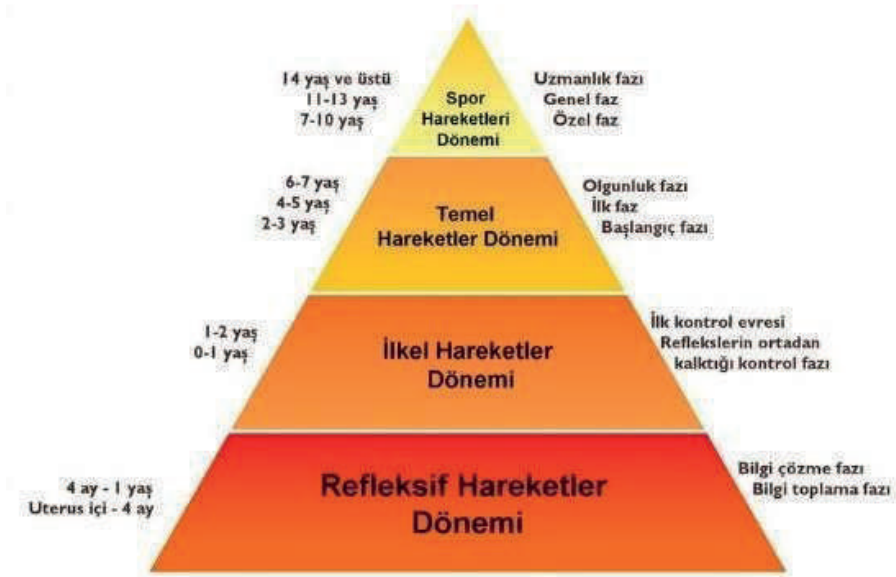 14 yaş ve üstü
11-13 yaş
7-10 yaş
Spor
Hareketleri
Dönemi
Uzmanlık fazı
Genel faz
Özel faz
6-7 yaş
4-5 yaş
2-3 yaş
Temel
Hareketler Dönemi
Olgunluk fazı
İlk faz
Başlangıç fazı
1-2 yaş
0-1 yaş
İlkel Hareketler
Dönemi
İlk kontrol evresi
Reflekslerin ortadan
kalktığı kontrol fazı
4 ay - 1 yaş
Uterus içi - 4 ay
Refleksif Hareketler
Dönemi
Bilgi çözme fazı
Bilgi toplama fazı